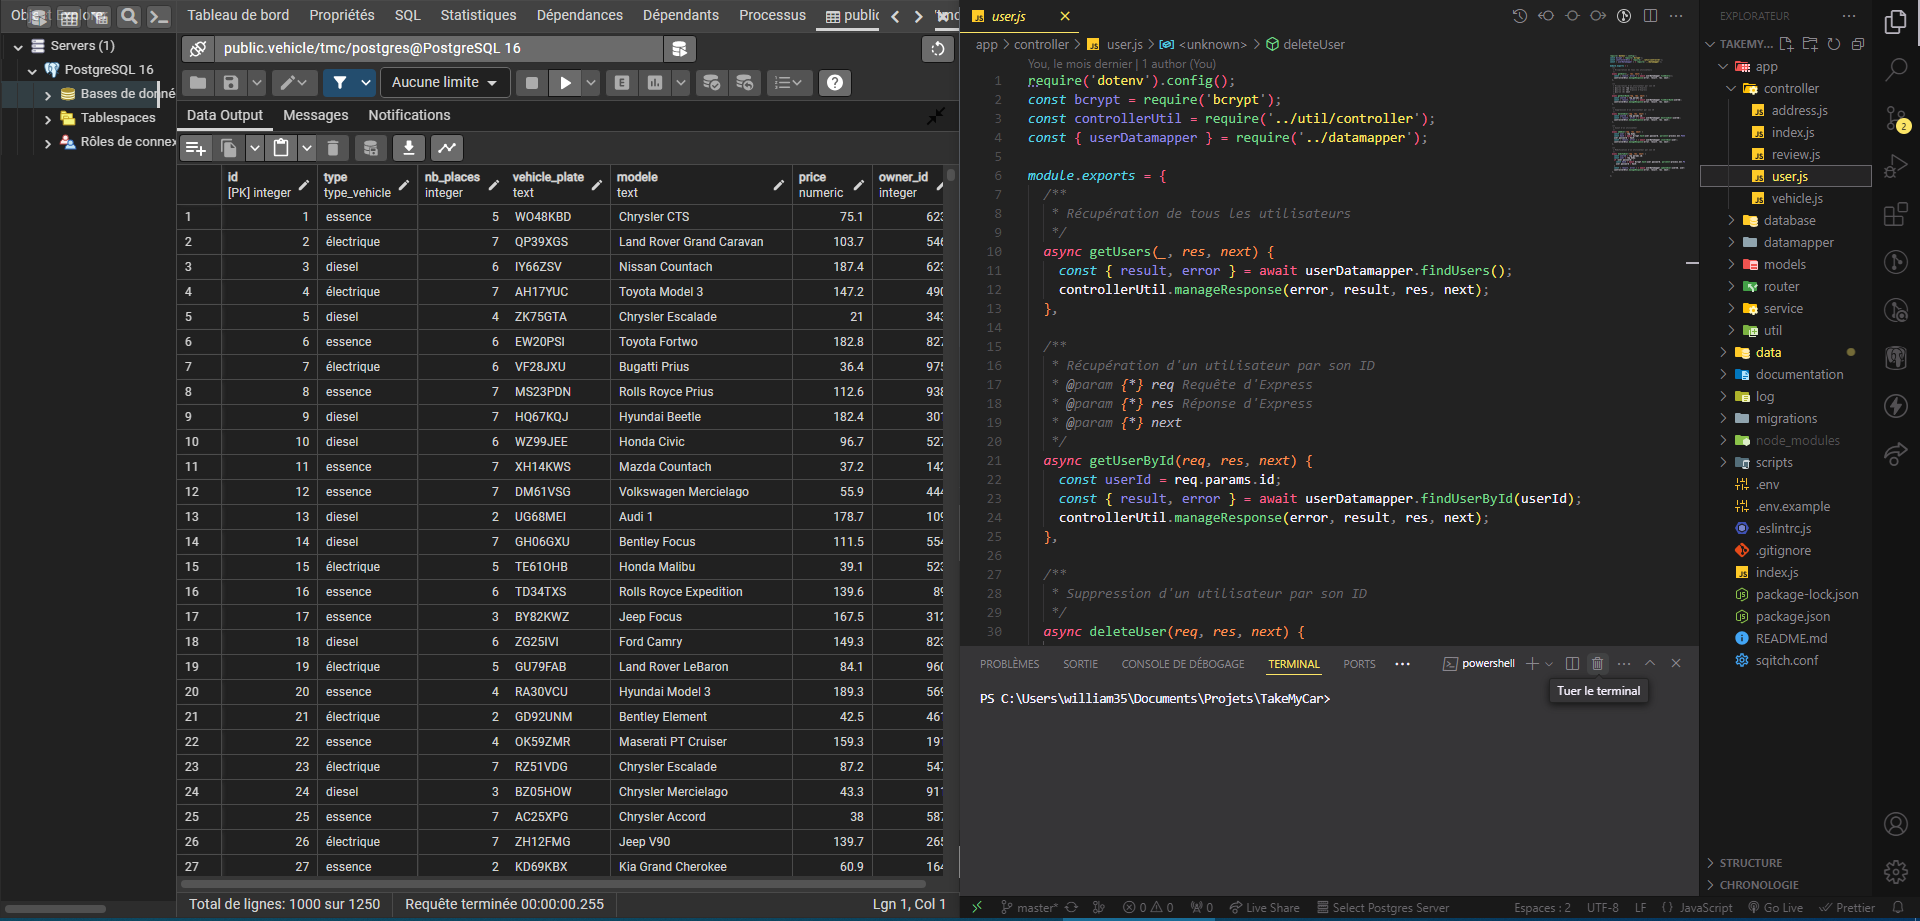 Tableau de bord Propriétés SQL Statistiques Dépendances Dépendants Processus public
Servers (1)
PostgreSQL 16
Bases de donné
Tablespaces
Rôles de connex
public.vehicle/tmc/postgres@PostgreSQL 16
Aucune limite
Data Output Messages Notifications
id type nb_places vehicle_plate modele price owner_id
[PK] integer type_vehicle integer text text numeric integer
1 1 essence 5 WO48KBD Chrysler CTS 75.1 623
2 2 électrique 7 QP39XGS Land Rover Grand Caravan 103.7 546
3 3 diesel 6 IY66ZSV Nissan Countach 187.4 623
4 4 électrique 7 AH17YUC Toyota Model 3 147.2 490
5 5 diesel 4 ZK75GTA Chrysler Escalade 21 343
6 6 essence 6 EW20PSI Toyota Fortwo 182.8 827
7 7 électrique 6 VF28JXU Bugatti Prius 36.4 975
8 8 essence 7 MS23PDN Rolls Royce Prius 112.6 938
9 9 diesel 7 HQ67KQJ Hyundai Beetle 182.4 301
10 10 diesel 6 WZ99JEE Honda Civic 96.7 527
11 11 essence 7 XH14KWS Mazda Countach 37.2 142
12 12 essence 7 DM61VSG Volkswagen Mercielago 55.9 444
13 13 diesel 2 UG68MEI Audi 1 178.7 109
14 14 diesel 7 GH06GXU Bentley Focus 111.5 554
15 15 électrique 5 TE61OHB Honda Malibu 39.1 523
16 16 essence 6 TD34TXS Rolls Royce Expedition 139.6 89
17 17 essence 3 BY82KWZ Jeep Focus 167.5 312
18 18 diesel 6 ZG25IVI Ford Camry 149.3 823
19 19 électrique 5 GU79FAB Land Rover LeBaron 84.1 960
20 20 essence 4 RA30VCU Hyundai Model 3 189.3 569
21 21 électrique 2 GD92UNM Bentley Element 42.5 461
22 22 essence 4 OK59ZMR Maserati PT Cruiser 159.3 191
23 23 électrique 7 RZ51VDG Chrysler Escalade 87.2 547
24 24 diesel 3 BZ05HOW Chrysler Mercielago 43.3 911
25 25 essence 7 AC25XPG Chrysler Accord 38 587
26 26 électrique 7 ZH12FMG Jeep V90 139.7 265
27 27 essence 2 KD69KBX Kia Grand Cherokee 60.9 164
Total de lignes: 1000 sur 1250 Requête terminée 00:00:00.255 Lgn 1, Col 1
user.js
app > controller > user.js > <unknown> > deleteUser
You, le mois dernier | 1 author (You)
1 require('dotenv').config();
2 const bcrypt = require('bcrypt');
3 const controllerUtil = require('../util/controller');
4 const { userDatamapper } = require('../datamapper');
5
6 module.exports = {
7 /**
8 * Récupération de tous les utilisateurs
9 */
10 async getUsers(_, res, next) {
11 const { result, error } = await userDatamapper.findUsers();
12 controllerUtil.manageResponse(error, result, res, next);
13 },
14
15 /**
16 * Récupération d'un utilisateur par son ID
17 * @param {*} req Requête d'Express
18 * @param {*} res Réponse d'Express
19 * @param {*} next
20 */
21 async getUserById(req, res, next) {
22 const userId = req.params.id;
23 const { result, error } = await userDatamapper.findUserById(userId);
24 controllerUtil.manageResponse(error, result, res, next);
25 },
26
27 /**
28 * Suppression d'un utilisateur par son ID
29 */
30 async deleteUser(req, res, next) {
PROBLÈMES SORTIE CONSOLE DE DÉBOGAGE TERMINAL PORTS powershell
Tuer le terminal
PS C:\Users\william35\Documents\Projets\TakeMyCar>
EXPLORATEUR
TAKEMY...
app
controller
address.js
index.js
review.js
user.js
vehicle.js
database
datamapper
models
router
service
util
data
documentation
log
migrations
node_modules
scripts
.env
.env.example
.eslintrc.js
.gitignore
index.js
package-lock.json
package.json
README.md
sqitch.conf
STRUCTURE
CHRONOLOGIE
2
master* 0 0 0 Live Share Select Postgres Server Espaces : 2 UTF-8 LF {} JavaScript Go Live Prettier